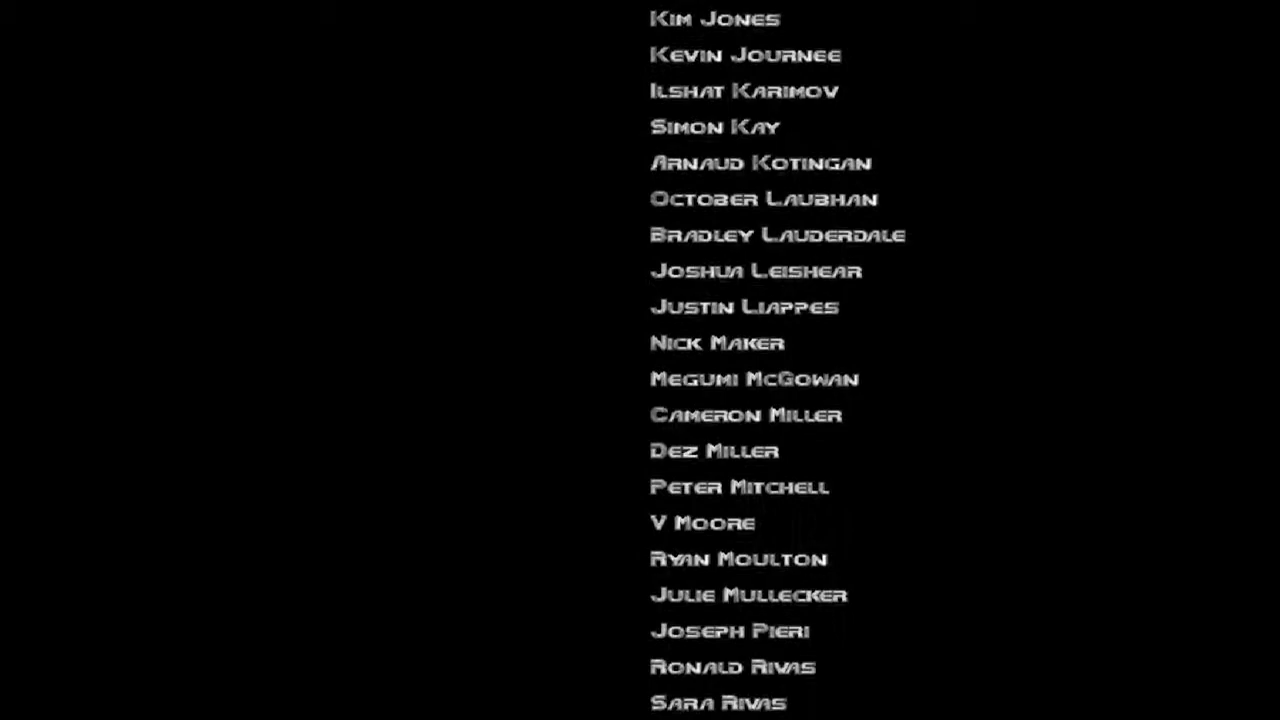 Kim Jones
Kevin Journee
Ilshat Karimov
Simon Kay
Arnaud Kotingan
October Laubhan
Bradley Lauderdale
Joshua Leishear
Justin Liappes
Nick Maker
Megumi McGowan
Cameron Miller
Dez Miller
Peter Mitchell
V Moore
Ryan Moulton
Julie Mullecker
Joseph Pieri
Ronald Rivas
Sara Rivas